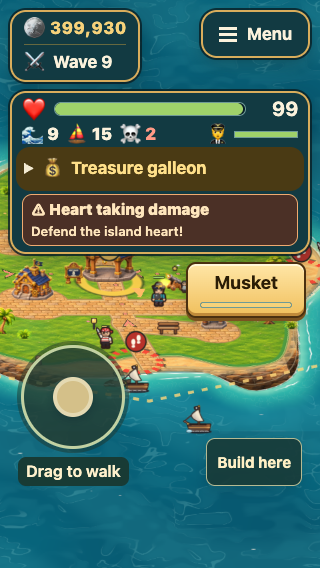 399,930
Menu
Wave 9
99
9
15
2
Treasure galleon
Heart taking damage
Defend the island heart!
Musket
Drag to walk
Build here